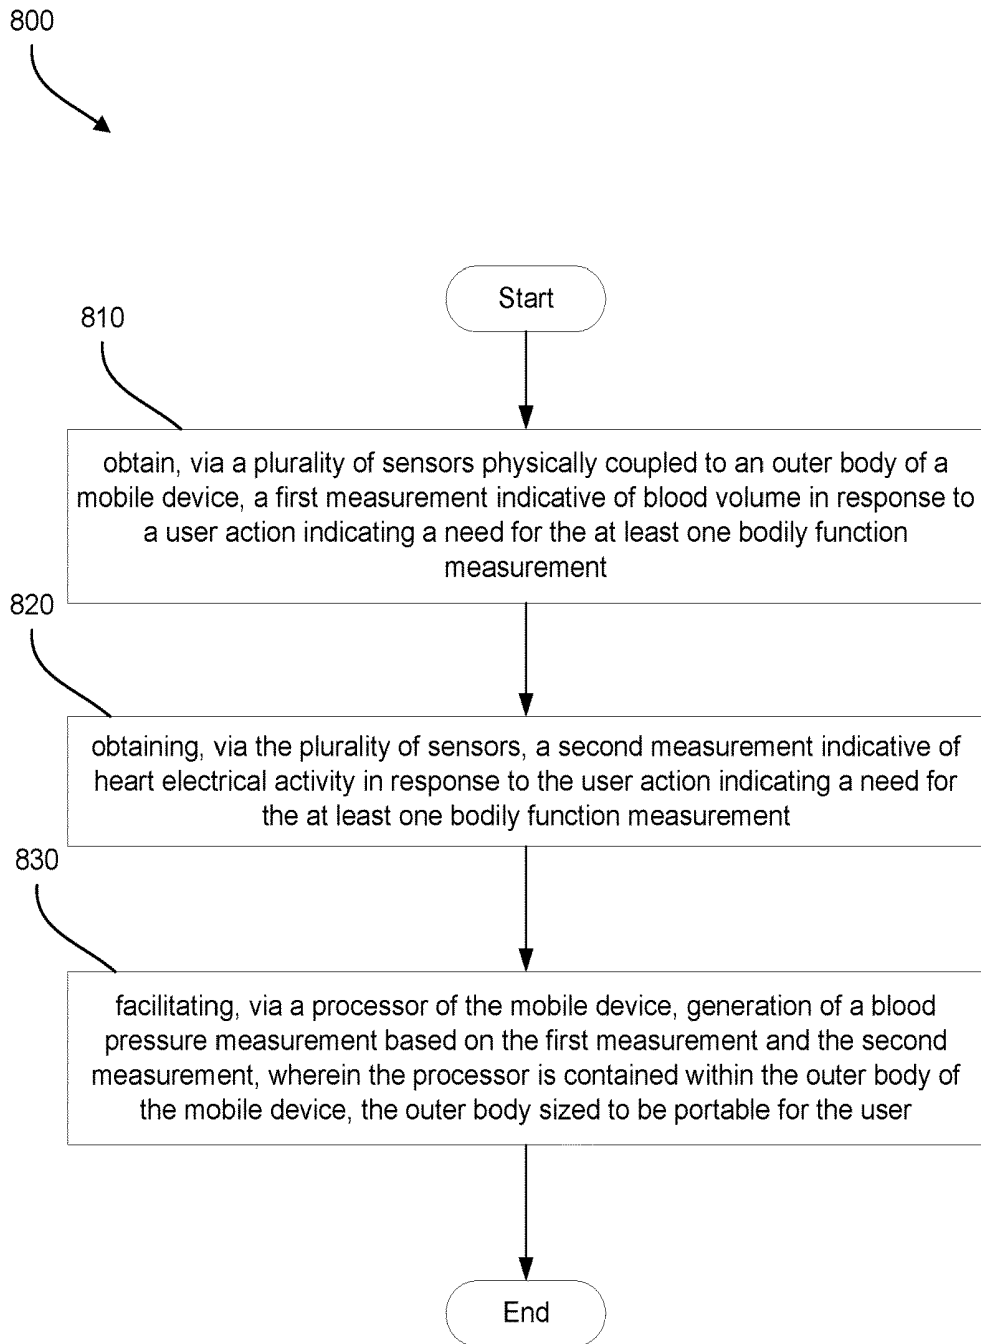 800
Start
810
obtain, via a plurality of sensors physically coupled to an outer body of a
mobile device, a first measurement indicative of blood volume in response to
a user action indicating a need for the at least one bodily function
measurement
820
obtaining, via the plurality of sensors, a second measurement indicative of
heart electrical activity in response to the user action indicating a need for
the at least one bodily function measurement
830
facilitating, via a processor of the mobile device, generation of a blood
pressure measurement based on the first measurement and the second
measurement, wherein the processor is contained within the outer body of
the mobile device, the outer body sized to be portable for the user
End